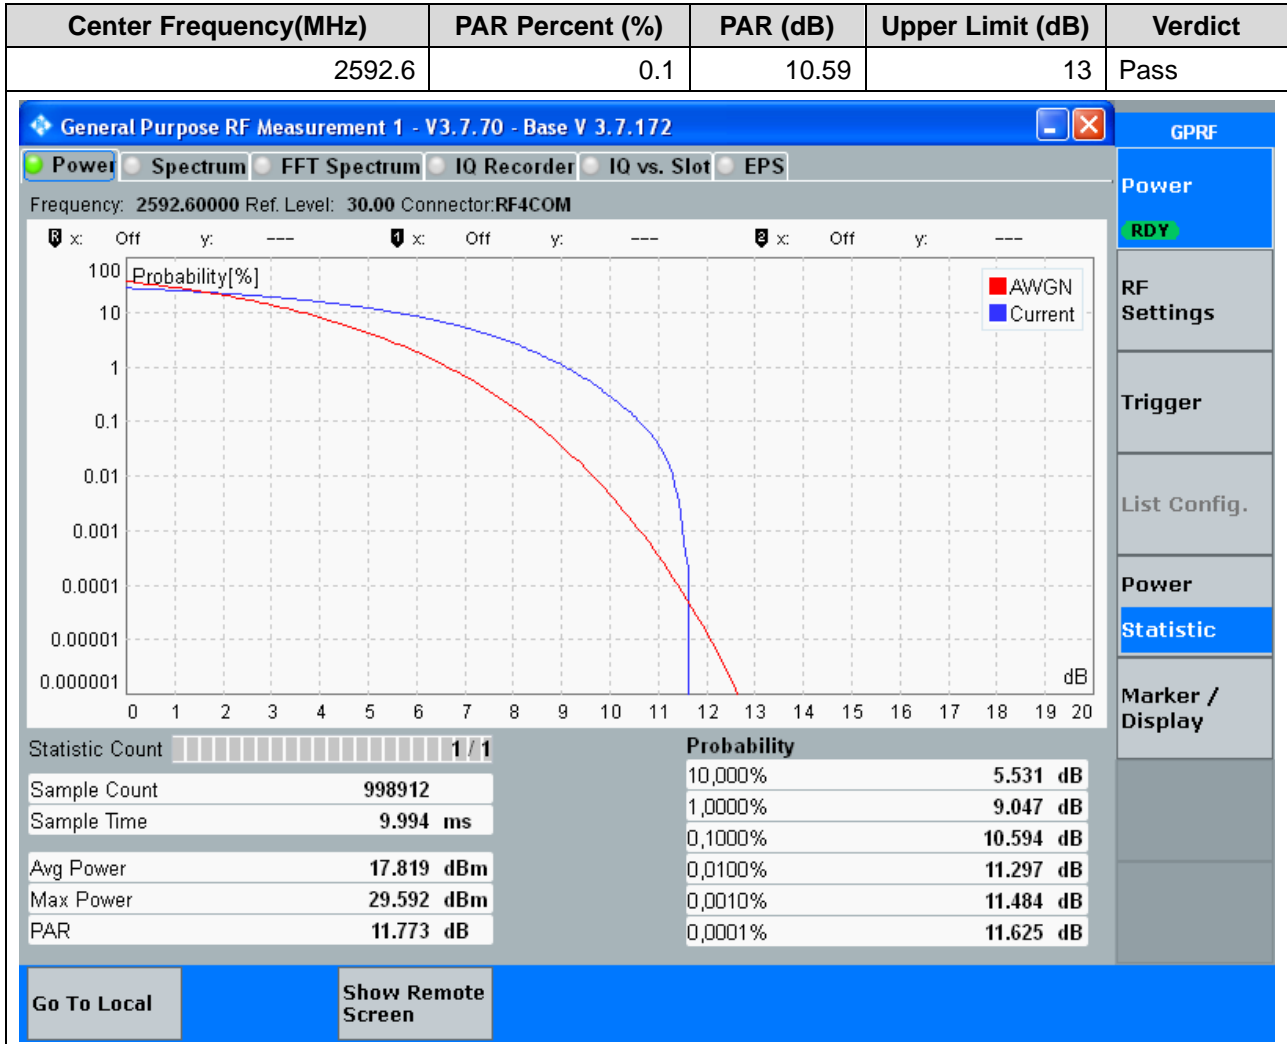 Center Frequency(MHz) PAR Percent (%) PAR (dB) Upper Limit (dB) Verdict
2592.6 0.1 10.59 13 Pass
General Purpose RF Measurement 1 - V3.7.70 - Base V 3.7.172
GPRF
Power Spectrum FFT Spectrum IQ Recorder IQ vs. Slot EPS
Frequency: 2592.60000 Ref. Level: 30.00 Connector:RF4COM
R x: Off y: --- 1 x: Off y: --- 2 x: Off y: ---
Probability[%]
AWGN
Current
100
10
1
0.1
0.01
0.001
0.0001
0.00001
0.000001
dB
0 1 2 3 4 5 6 7 8 9 10 11 12 13 14 15 16 17 18 19 20
Statistic Count 1 / 1
Sample Count 998912
Sample Time 9.994 ms
Avg Power 17.819 dBm
Max Power 29.592 dBm
PAR 11.773 dB
Probability
10,000% 5.531 dB
1,0000% 9.047 dB
0,1000% 10.594 dB
0,0100% 11.297 dB
0,0010% 11.484 dB
0,0001% 11.625 dB
Power
RDY
RF
Settings
Trigger
List Config.
Power
Statistic
Marker /
Display
Go To Local
Show Remote
Screen